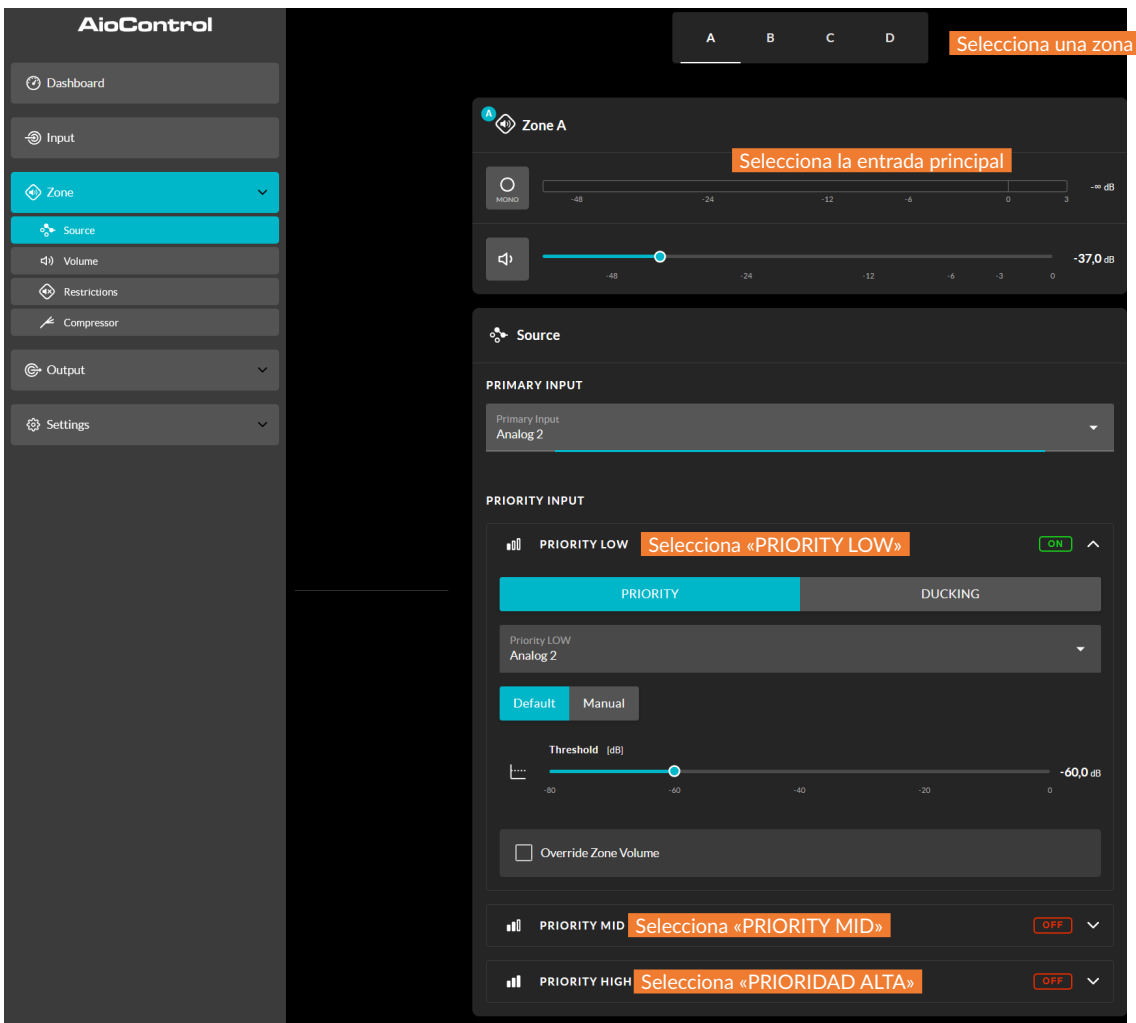 AioControl
Dashboard
Input
Zone
Source
Volume
Restrictions
Compressor
Output
Settings
A B C D
Selecciona una zona
A Zone A
Selecciona la entrada principal
MONO
-48 -24 -12 -6 0 3
-∞ dB
-48 -24 -12 -6 -3 0
-37,0 dB
Source
PRIMARY INPUT
Primary Input
Analog 2
PRIORITY INPUT
PRIORITY LOW Selecciona «PRIORITY LOW» ON
PRIORITY DUCKING
Priority LOW
Analog 2
Default Manual
Threshold [dB]
-60,0 dB
-80 -60 -40 -20 0
Override Zone Volume
PRIORITY MID Selecciona «PRIORITY MID» OFF
PRIORITY HIGH Selecciona «PRIORIDAD ALTA» OFF